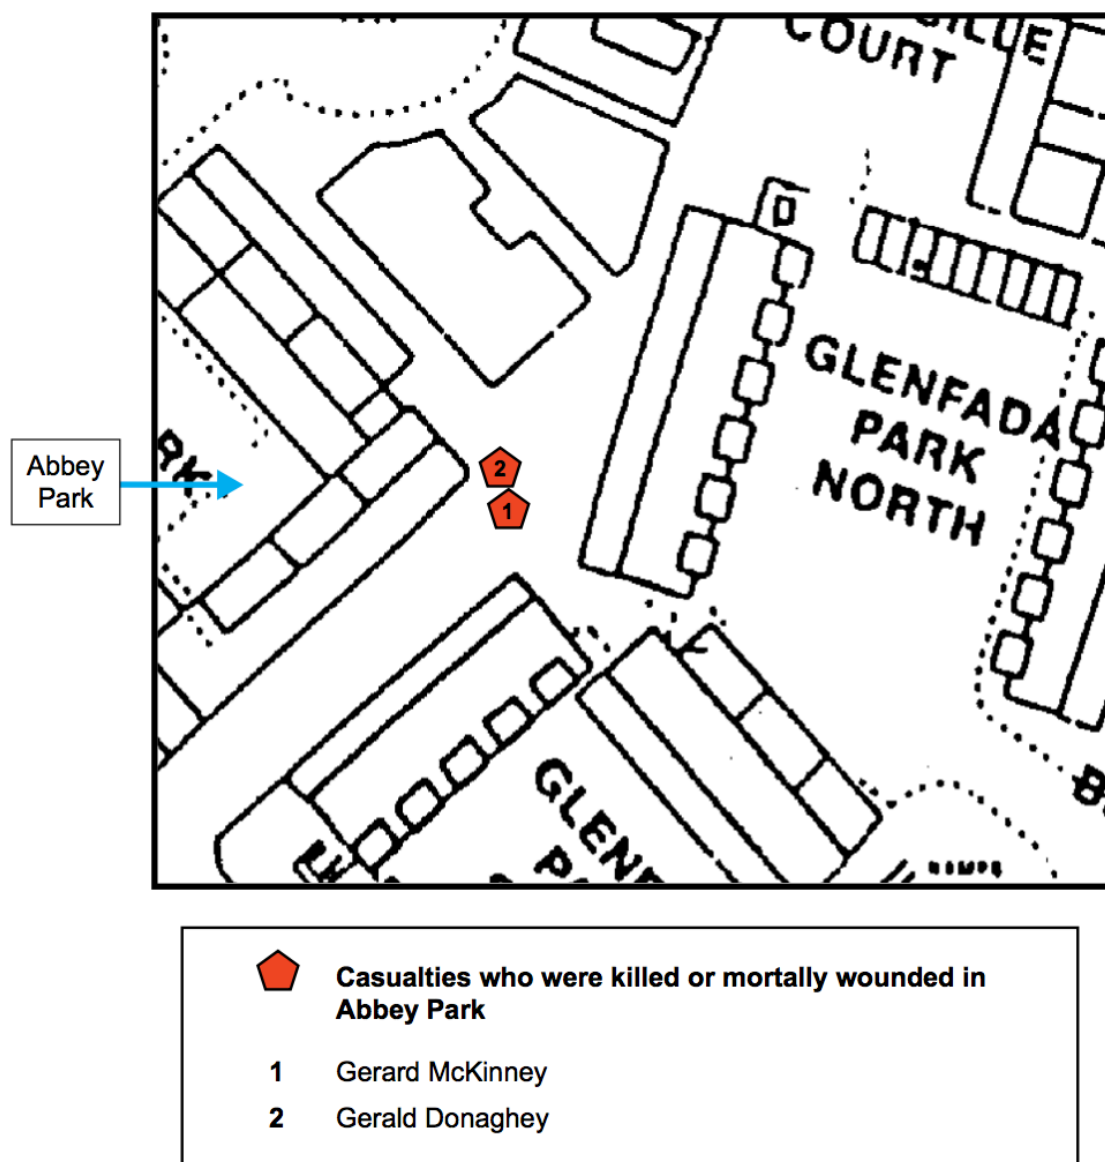 COURT
GLENFADA
PARK
NORTH
Abbey
Park
2
1
Casualties who were killed or mortally wounded in
Abbey Park
1 Gerard McKinney
2 Gerald Donaghey